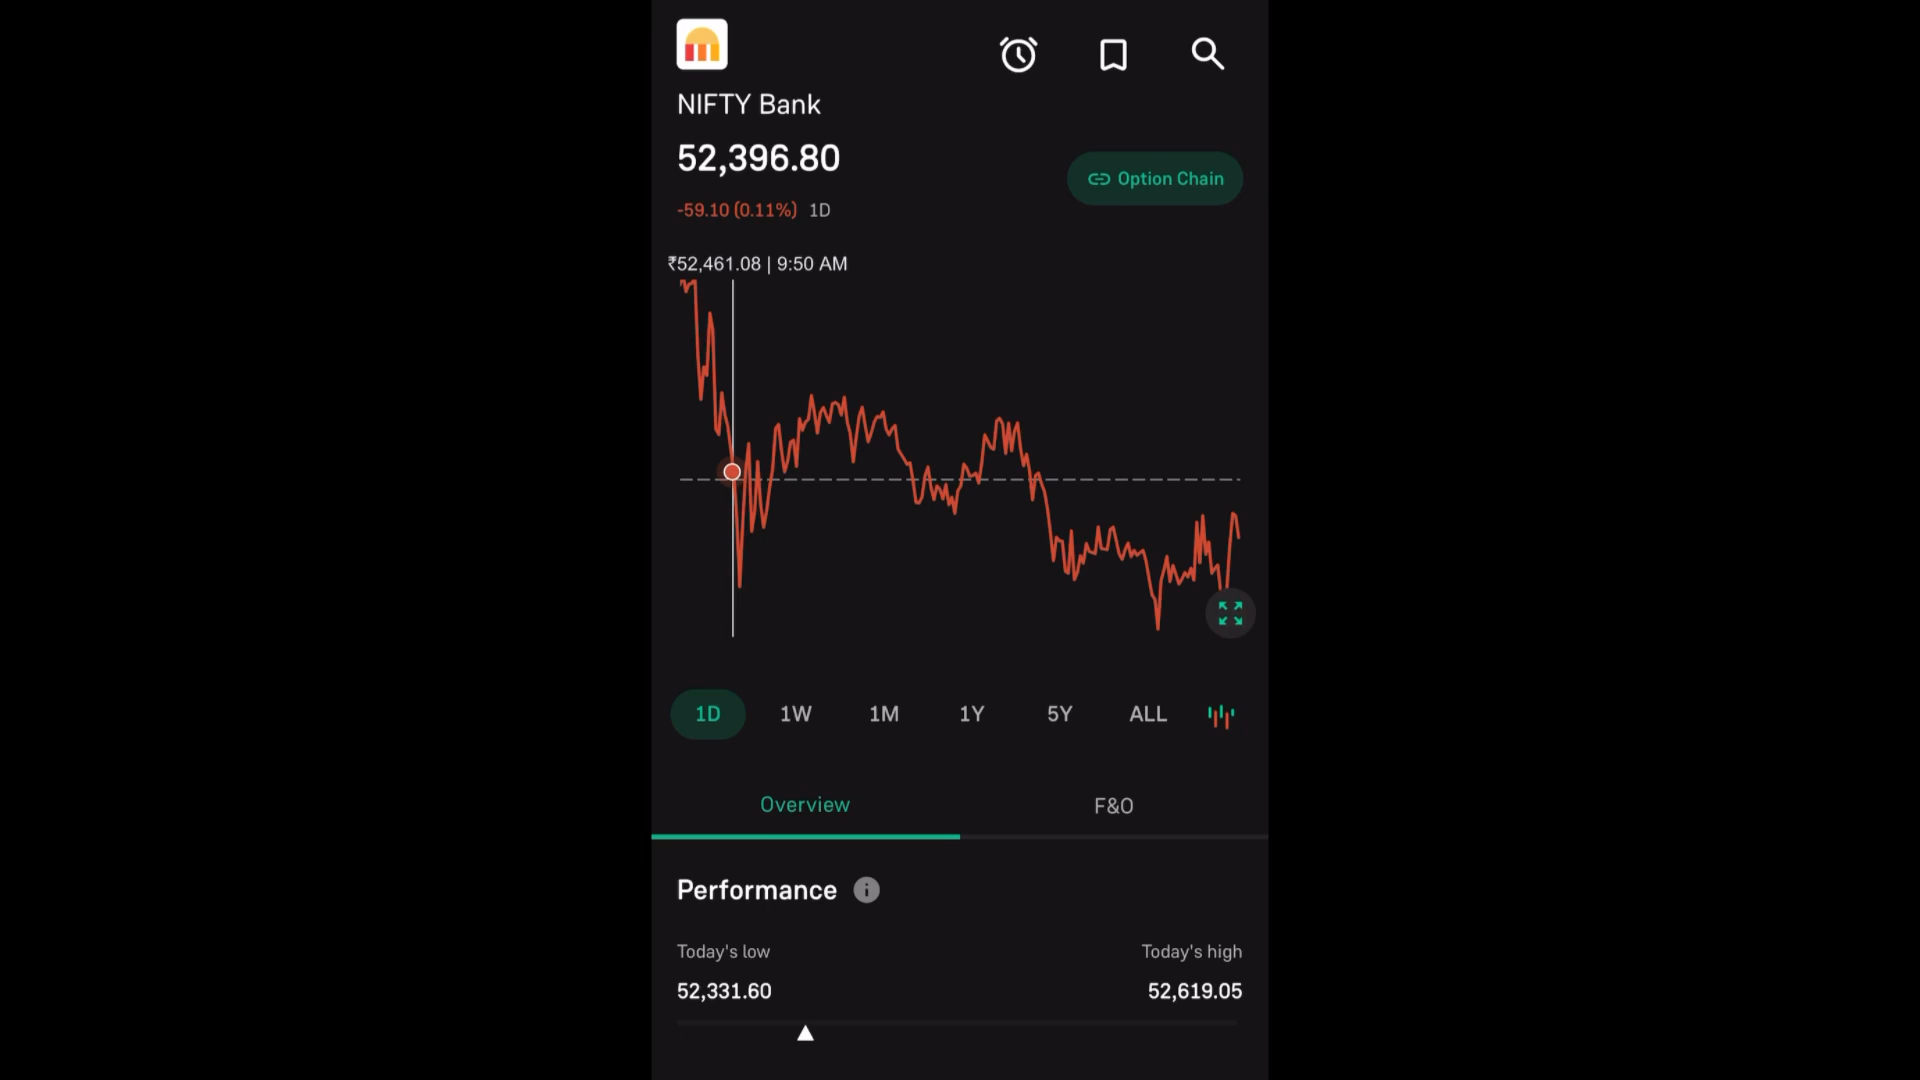 NIFTY Bank
52,396.80
Option Chain
-59.10 (0.11%) 1D
₹52,461.08 | 9:50 AM
1D 1W 1M 1Y 5Y ALL
Overview F&O
Performance
Today's low Today's high
52,331.60 52,619.05